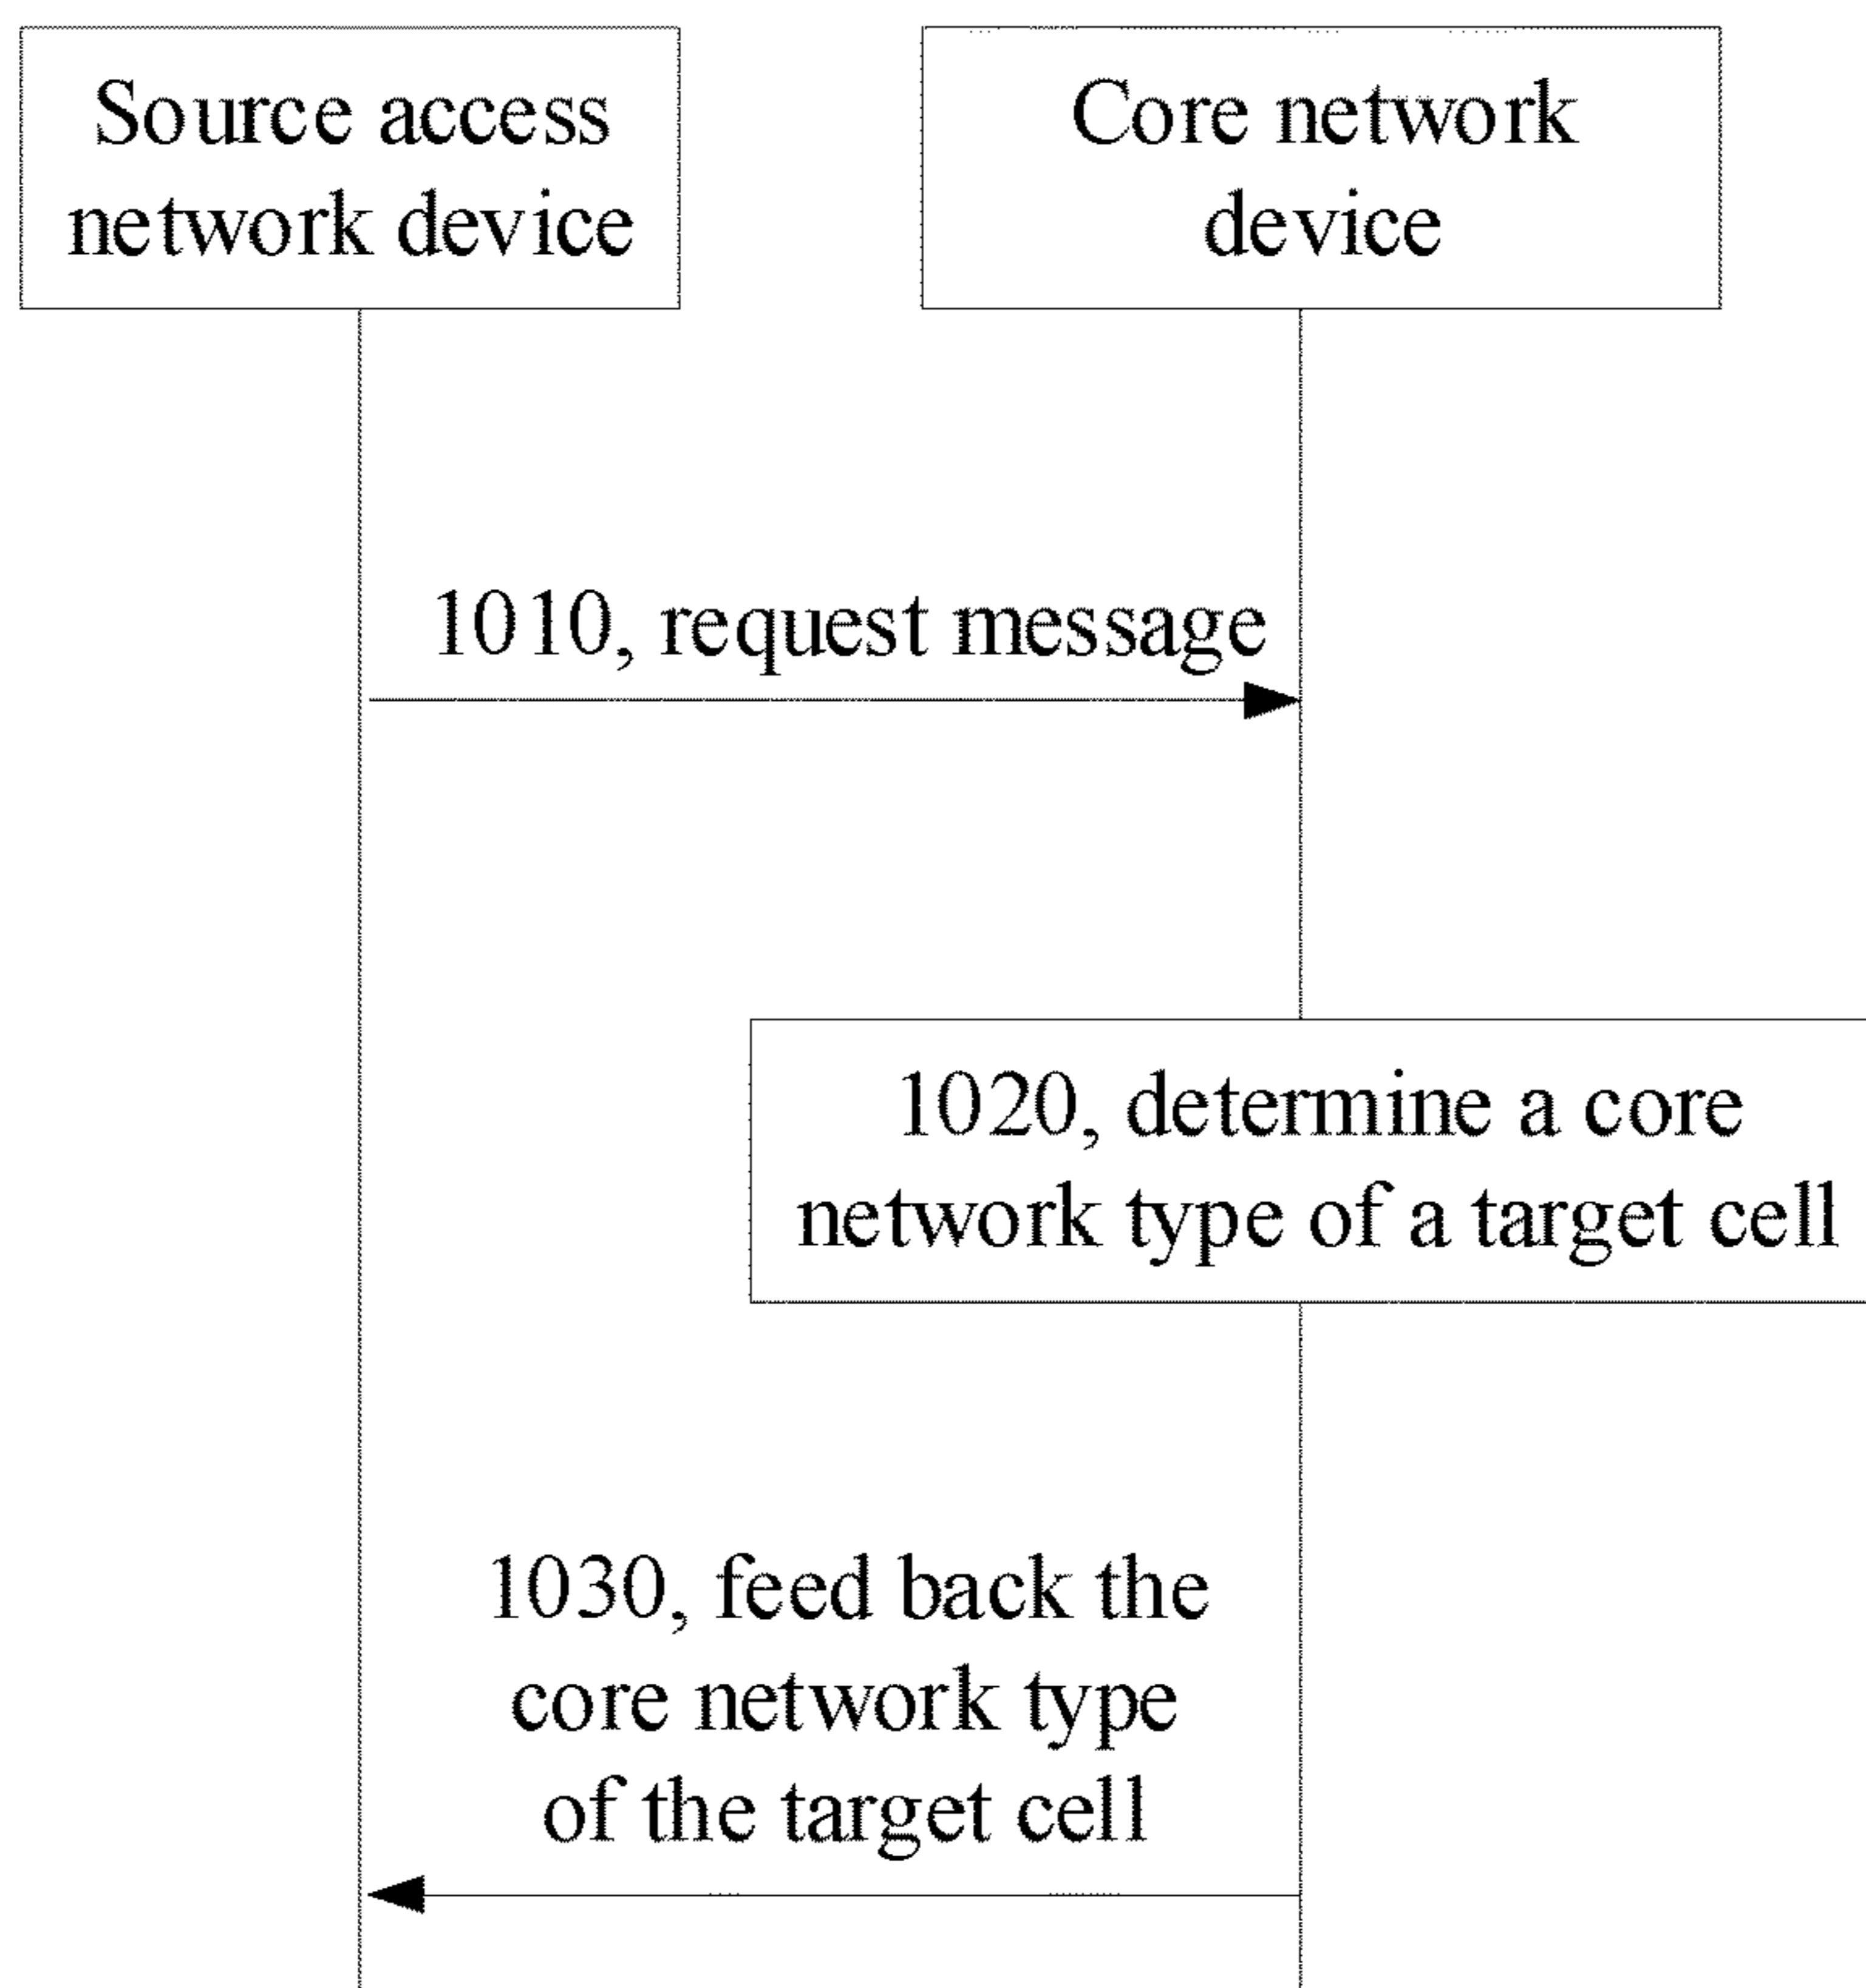 Source access
network device
Core network
device
1010, request message
1020, determine a core
network type of a target cell
1030, feed back the
core network type
of the target cell